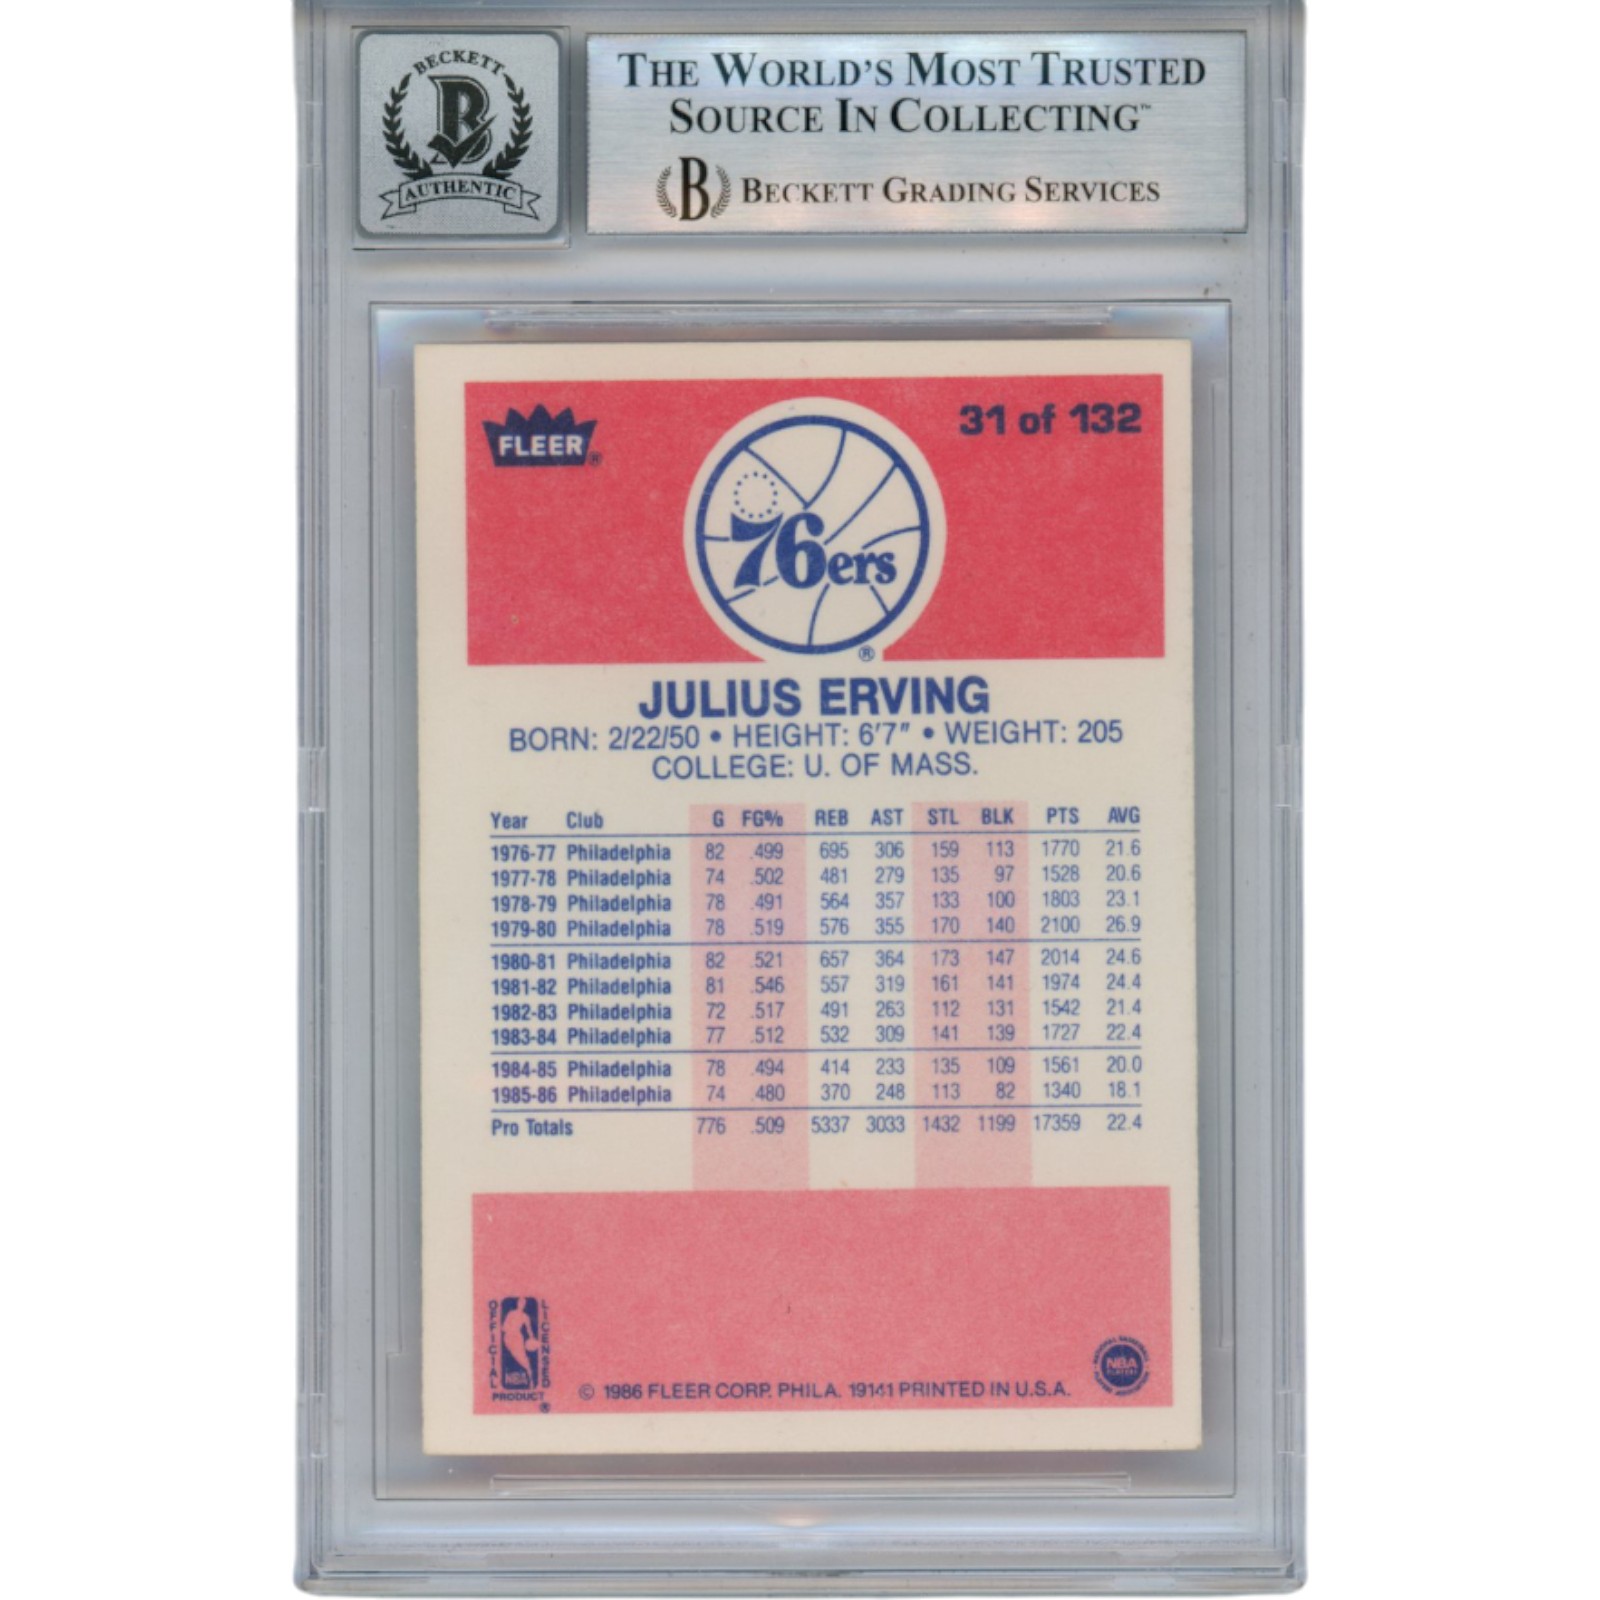 BECKETT
B
AUTHENTIC
THE WORLD'S MOST TRUSTED
SOURCE IN COLLECTING™
B BECKETT GRADING SERVICES
FLEER®
31 of 132
76ers
®
JULIUS ERVING
BORN: 2/22/50 • HEIGHT: 6'7" • WEIGHT: 205
COLLEGE: U. OF MASS.
Year Club G FG% REB AST STL BLK PTS AVG
1976-77 Philadelphia 82 .499 695 306 159 113 1770 21.6
1977-78 Philadelphia 74 .502 481 279 135 97 1528 20.6
1978-79 Philadelphia 78 .491 564 357 133 100 1803 23.1
1979-80 Philadelphia 78 .519 576 355 170 140 2100 26.9
1980-81 Philadelphia 82 .521 657 364 173 147 2014 24.6
1981-82 Philadelphia 81 .546 557 319 161 141 1974 24.4
1982-83 Philadelphia 72 .517 491 263 112 131 1542 21.4
1983-84 Philadelphia 77 .512 532 309 141 139 1727 22.4
1984-85 Philadelphia 78 .494 414 233 135 109 1561 20.0
1985-86 Philadelphia 74 .480 370 248 113 82 1340 18.1
Pro Totals 776 .509 5337 3033 1432 1199 17359 22.4
OFFICIAL
LICENSED
NBA
PRODUCT
®
© 1986 FLEER CORP. PHILA. 19141 PRINTED IN U.S.A.
NATIONAL BASKETBALL
NBA
PLAYERS
PLAYERS ASSOCIATION